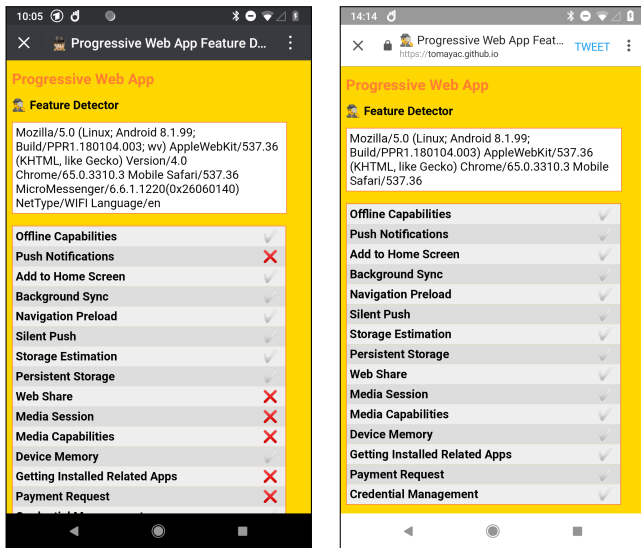 10:05
Progressive Web App Feature D...
Progressive Web App
Feature Detector
Mozilla/5.0 (Linux; Android 8.1.99;
Build/PPR1.180104.003; wv) AppleWebKit/537.36
(KHTML, like Gecko) Version/4.0
Chrome/65.0.3310.3 Mobile Safari/537.36
MicroMessenger/6.6.1.1220(0x26060140)
NetType/WIFI Language/en
Offline Capabilities
Push Notifications
Add to Home Screen
Background Sync
Navigation Preload
Silent Push
Storage Estimation
Persistent Storage
Web Share
Media Session
Media Capabilities
Device Memory
Getting Installed Related Apps
Payment Request
14:14
Progressive Web App Feat...
https://tomayac.github.io
TWEET
Progressive Web App
Feature Detector
Mozilla/5.0 (Linux; Android 8.1.99;
Build/PPR1.180104.003) AppleWebKit/537.36
(KHTML, like Gecko) Chrome/65.0.3310.3 Mobile
Safari/537.36
Offline Capabilities
Push Notifications
Add to Home Screen
Background Sync
Navigation Preload
Silent Push
Storage Estimation
Persistent Storage
Web Share
Media Session
Media Capabilities
Device Memory
Getting Installed Related Apps
Payment Request
Credential Management